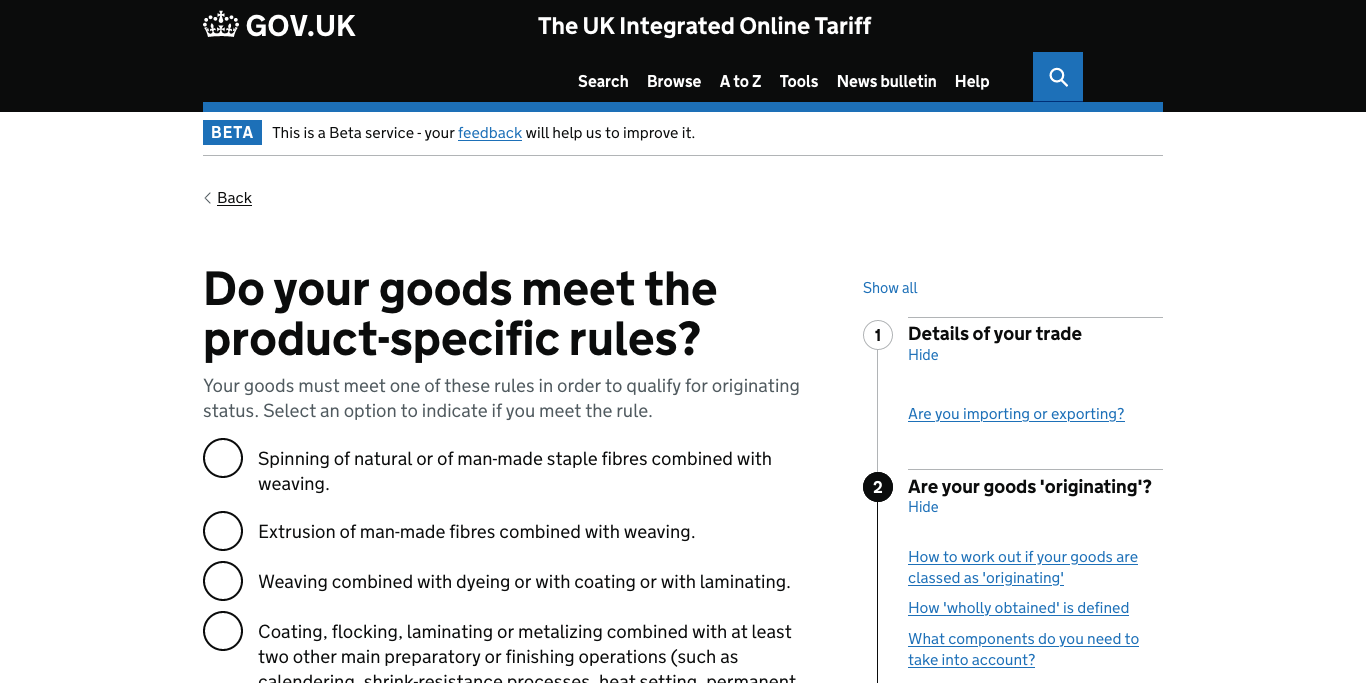 GOV.UK
The UK Integrated Online Tariff
Search Browse A to Z Tools News bulletin Help
BETA This is a Beta service - your feedback will help us to improve it.
Back
Do your goods meet the
product-specific rules?
Your goods must meet one of these rules in order to qualify for originating
status. Select an option to indicate if you meet the rule.
Spinning of natural or of man-made staple fibres combined with
weaving.
Extrusion of man-made fibres combined with weaving.
Weaving combined with dyeing or with coating or with laminating.
Coating, flocking, laminating or metalizing combined with at least
two other main preparatory or finishing operations (such as
calendering, shrink-resistance processes, heat setting, permanent
Show all
1 Details of your trade
Hide
Are you importing or exporting?
2 Are your goods 'originating'?
Hide
How to work out if your goods are
classed as 'originating'
How 'wholly obtained' is defined
What components do you need to
take into account?